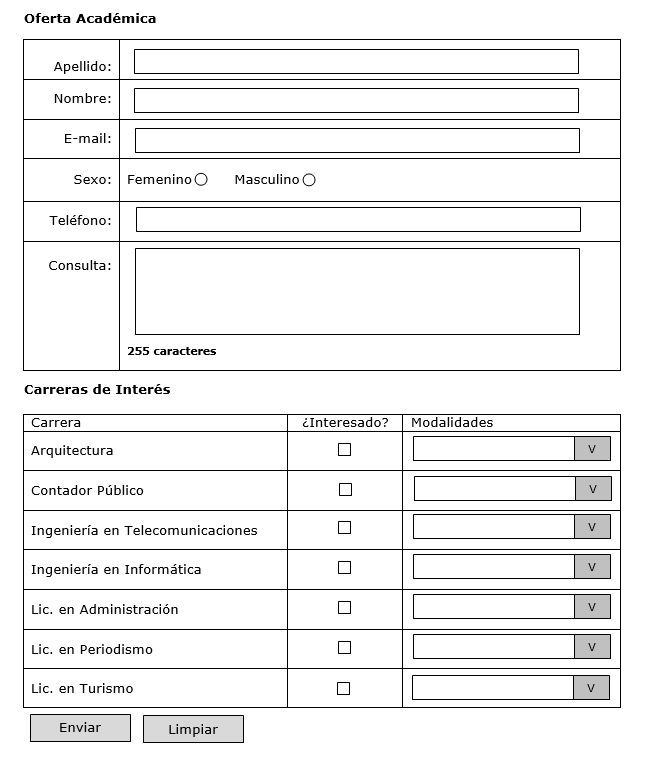 Oferta Académica
Apellido:
Nombre:
E-mail:
Sexo: Femenino Masculino
Teléfono:
Consulta:
255 caracteres
Carreras de Interés
Carrera ¿Interesado? Modalidades
Arquitectura V
Contador Público V
Ingeniería en Telecomunicaciones V
Ingeniería en Informática V
Lic. en Administración V
Lic. en Periodismo V
Lic. en Turismo V
Enviar Limpiar